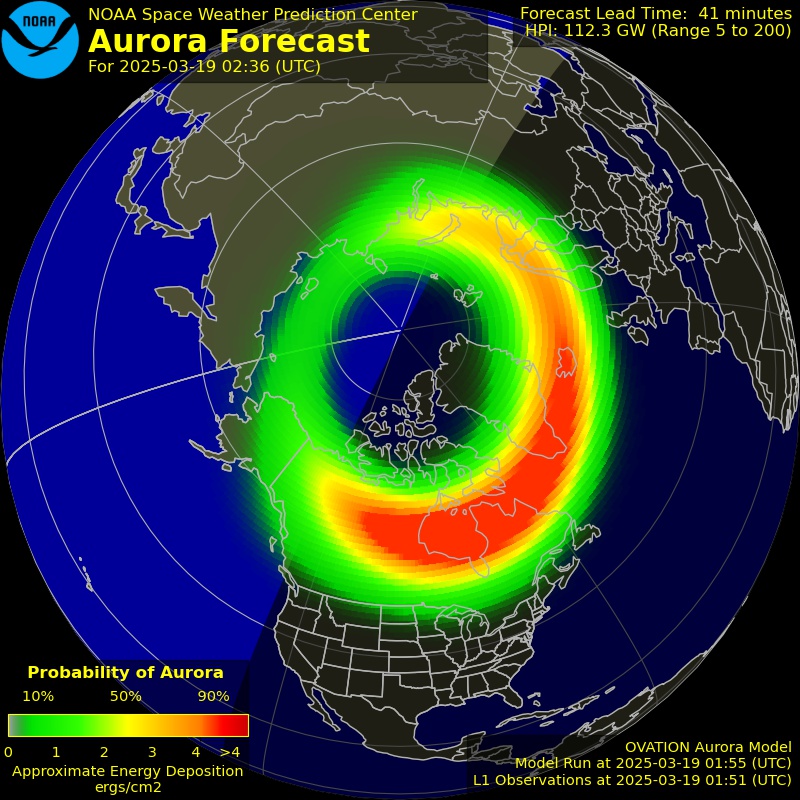 NOAA
NOAA Space Weather Prediction Center
Aurora Forecast
For 2025-03-19 02:36 (UTC)
Forecast Lead Time: 41 minutes
HPI: 112.3 GW (Range 5 to 200)
Probability of Aurora
10% 50% 90%
0 1 2 3 4 >4
Approximate Energy Deposition
ergs/cm2
OVATION Aurora Model
Model Run at 2025-03-19 01:55 (UTC)
L1 Observations at 2025-03-19 01:51 (UTC)